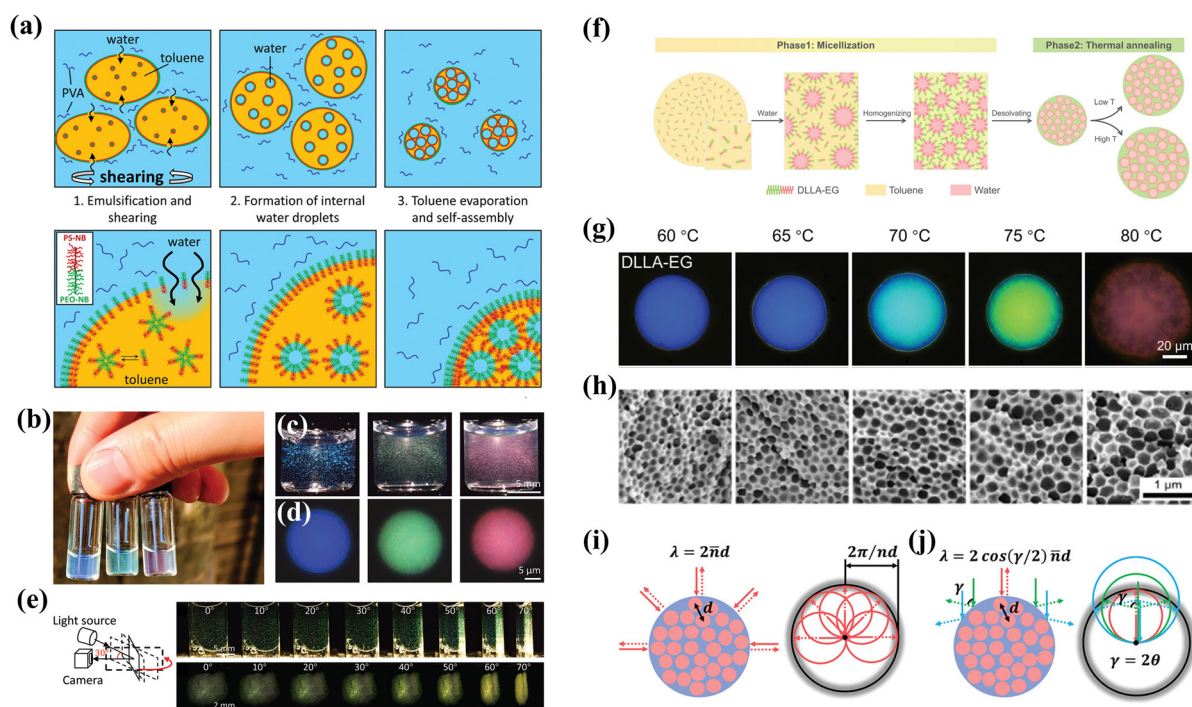 (a)
water
toluene
PVA
shearing
1. Emulsification and
shearing
water
2. Formation of internal
water droplets
3. Toluene evaporation
and self-assembly
PS-NB
PEO-NB
water
toluene
(b)
(c)
5 mm
(d)
5 µm
(e)
Light source
30°
Camera
0° 10° 20° 30° 40° 50° 60° 70°
5 mm
0° 10° 20° 30° 40° 50° 60° 70°
2 mm
(f)
Phase1: Micellization
Phase2: Thermal annealing
Water
Homogenizing
Desolvating
Low T
High T
DLLA-EG
Toluene
Water
(g)
60 °C 65 °C 70 °C 75 °C 80 °C
DLLA-EG
20 µm
(h)
1 µm
(i)
λ = 2n̄d
d
2π/nd
(j)
λ = 2 cos(γ/2) n̄d
γ
d
γ
γ = 2θ